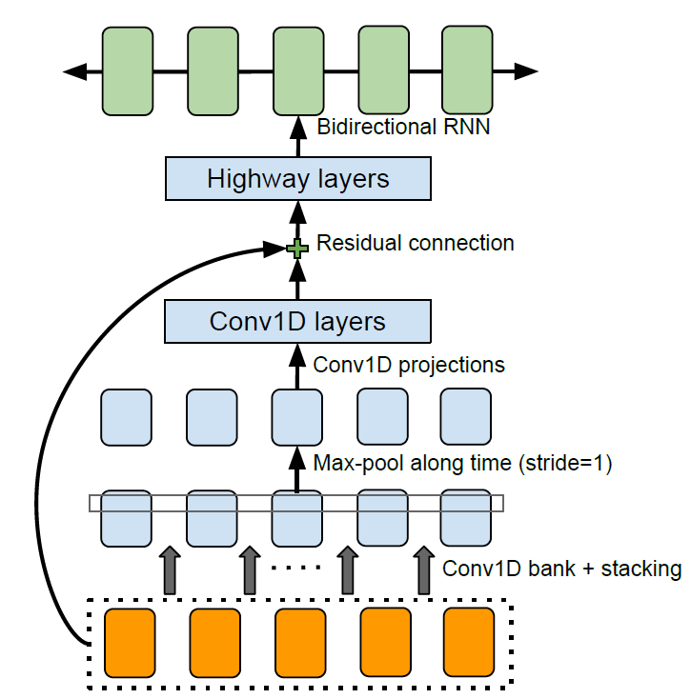 Bidirectional RNN
Highway layers
Residual connection
Conv1D layers
Conv1D projections
Max-pool along time (stride=1)
Conv1D bank + stacking